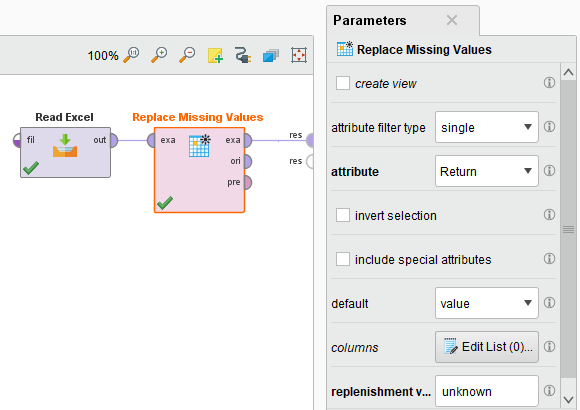 Parameters
100%
Replace Missing Values
create view
Read Excel
Replace Missing Values
attribute filter type
single
fil
out
exa
exa
res
ori
res
pre
attribute
Return
invert selection
include special attributes
default
value
columns
Edit List (0)...
replenishment v...
unknown